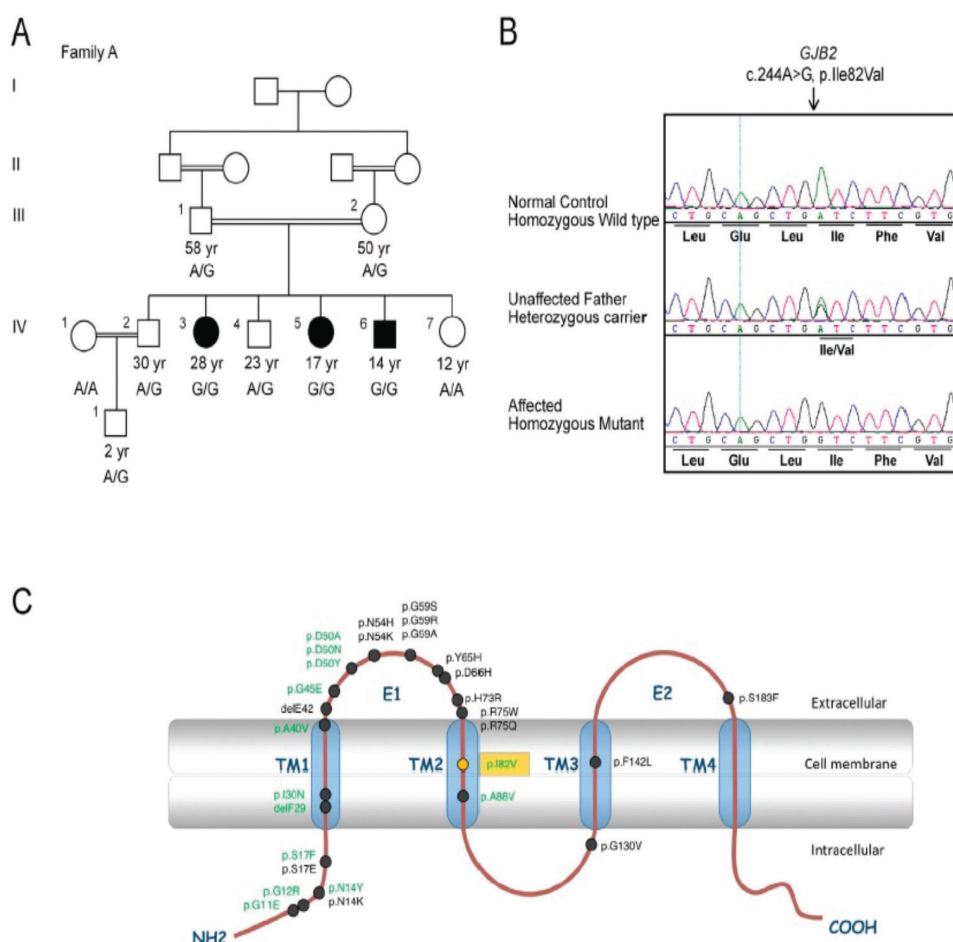 A
Family A
I
II
III
1
2
58 yr
50 yr
A/G
A/G
IV
1
2
3
4
5
6
7
30 yr
28 yr
23 yr
17 yr
14 yr
12 yr
A/A
A/G
G/G
A/G
G/G
G/G
A/A
1
2 yr
A/G
B
GJB2
c.244A>G, p.Ile82Val
Normal Control
Homozygous Wild type
C T G C A G C T G A T C T T C G T G
Leu Glu Leu Ile Phe Val
Unaffected Father
Heterozygous carrier
C T G C A G C T G A T C T T C G T G
Ile/Val
Affected
Homozygous Mutant
C T G C A G C T G G T C T T C G T G
Leu Glu Leu Ile Phe Val
C
p.G59S
p.G59R
p.G59A
p.N54H
p.N54K
p.D50A
p.D50N
p.D50Y
p.Y65H
p.D66H
p.G45E
E1
E2
p.H73R
p.S183F
Extracellular
delE42
p.R75W
p.R75Q
p.A40V
TM1
TM2
p.I82V
TM3
p.F142L
TM4
Cell membrane
p.I30N
delF29
p.A88V
p.G130V
Intracellular
p.S17F
p.S17E
p.G12R
p.G11E
p.N14Y
p.N14K
NH2
COOH